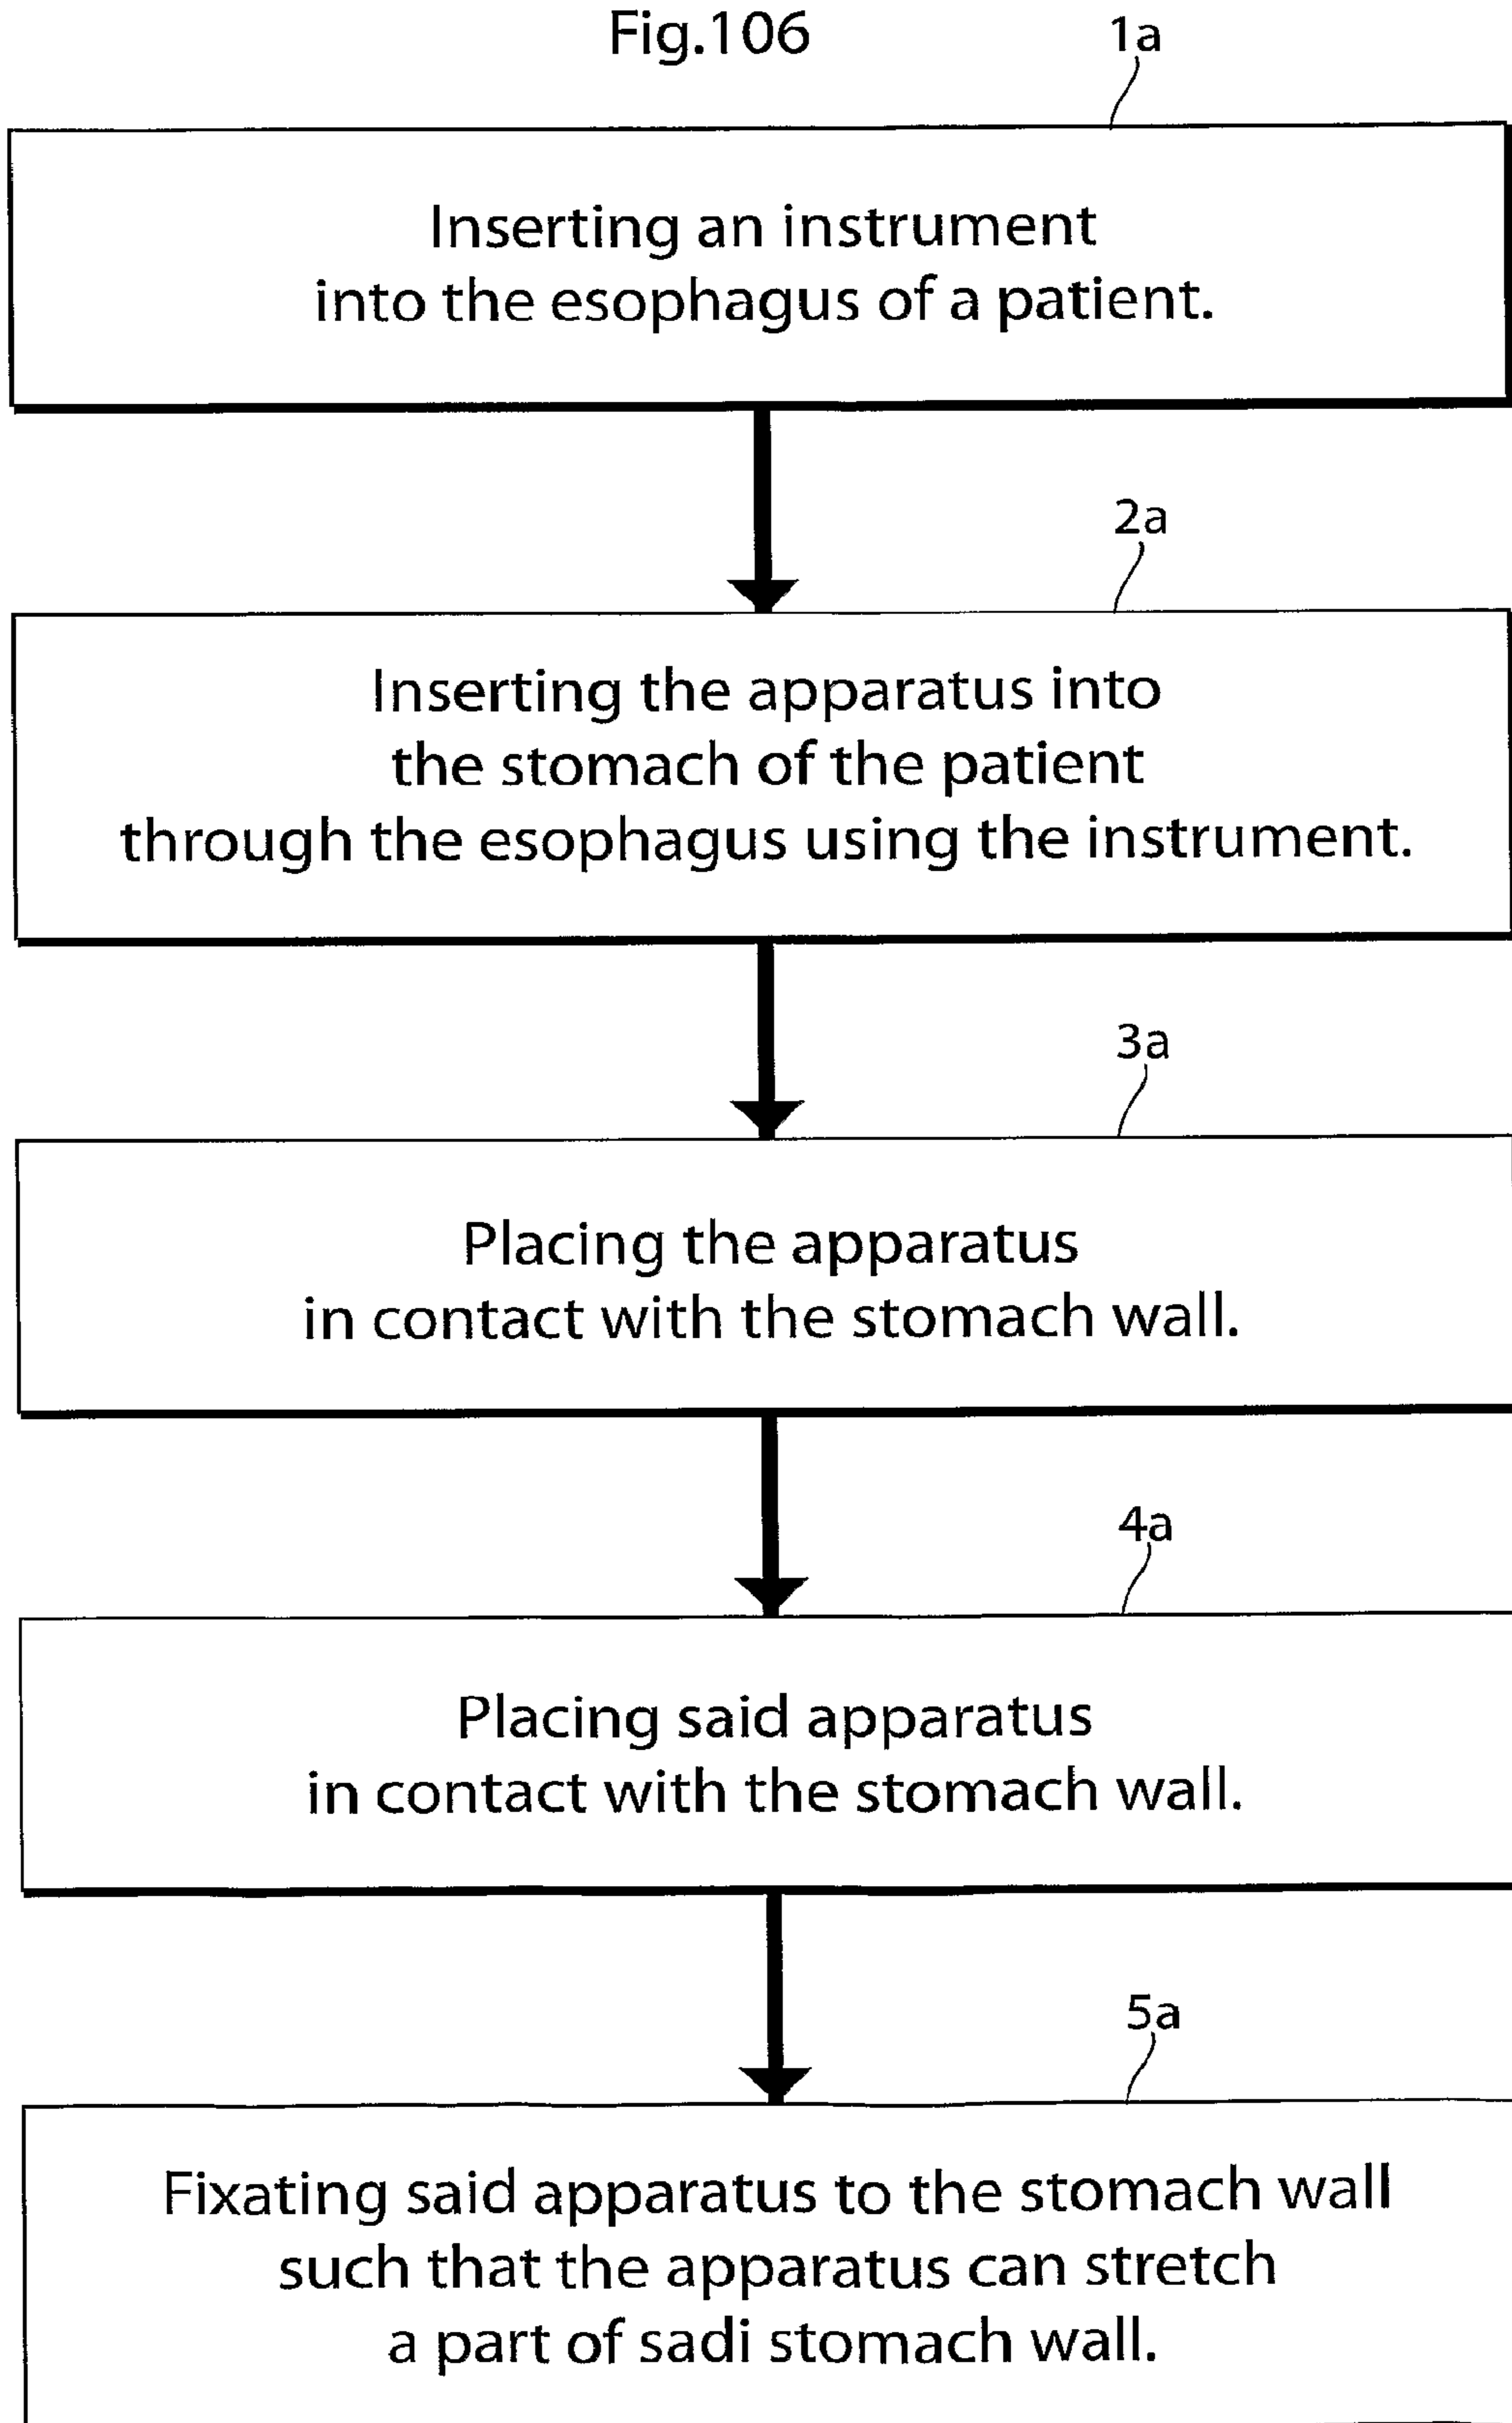 Fig.106
1a
Inserting an instrument
into the esophagus of a patient.
2a
Inserting the apparatus into
the stomach of the patient
through the esophagus using the instrument.
3a
Placing the apparatus
in contact with the stomach wall.
4a
Placing said apparatus
in contact with the stomach wall.
5a
Fixating said apparatus to the stomach wall
such that the apparatus can stretch
a part of sadi stomach wall.